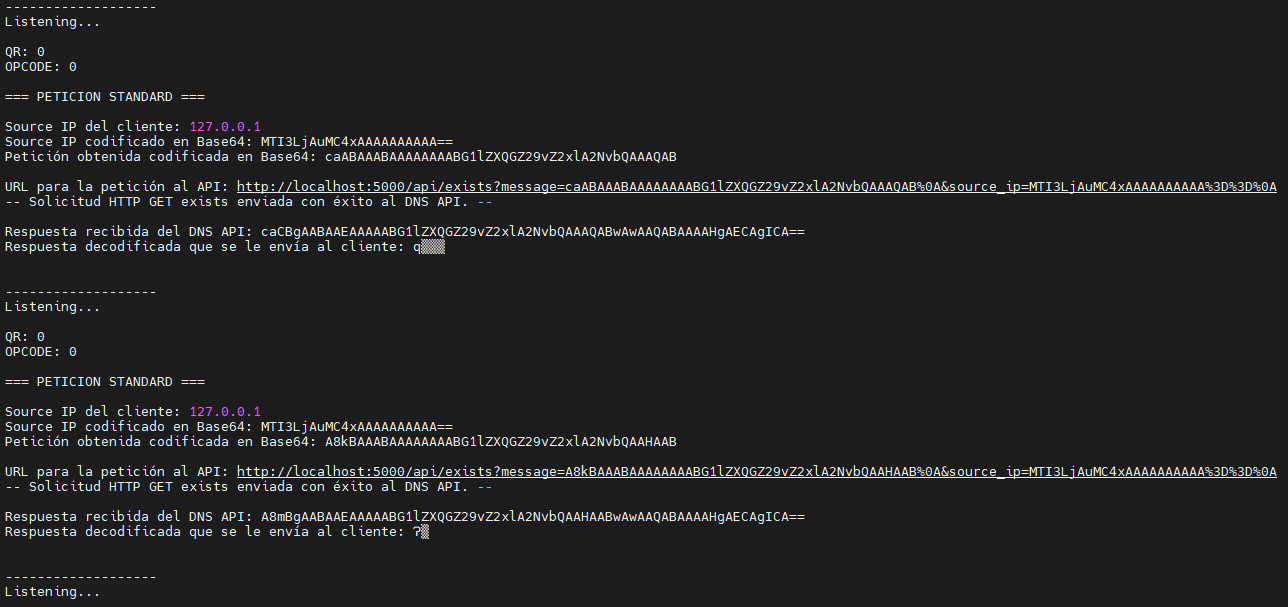 -------------------
Listening...
QR: 0
OPCODE: 0
=== PETICION STANDARD ===
Source IP del cliente: 127.0.0.1
Source IP codificado en Base64: MTI3LjAuMC4xAAAAAAAAAA==
Petición obtenida codificada en Base64: caABAAABAAAAAAAABG1lZXQGZ29vZ2xlA2NvbQAAAQAB
URL para la petición al API: http://localhost:5000/api/exists?message=caABAAABAAAAAAAABG1lZXQGZ29vZ2xlA2NvbQAAAQAB%0A&source_ip=MTI3LjAuMC4xAAAAAAAAAA%3D%3D%0A
-- Solicitud HTTP GET exists enviada con éxito al DNS API. --
Respuesta recibida del DNS API: caCBgAABAAEAAAAABG1lZXQGZ29vZ2xlA2NvbQAAAQABwAwAAQABAAAAHgAECAgICA==
Respuesta decodificada que se le envía al cliente: q
-------------------
Listening...
QR: 0
OPCODE: 0
=== PETICION STANDARD ===
Source IP del cliente: 127.0.0.1
Source IP codificado en Base64: MTI3LjAuMC4xAAAAAAAAAA==
Petición obtenida codificada en Base64: A8kBAAABAAAAAAAABG1lZXQGZ29vZ2xlA2NvbQAAHAAB
URL para la petición al API: http://localhost:5000/api/exists?message=A8kBAAABAAAAAAAABG1lZXQGZ29vZ2xlA2NvbQAAHAAB%0A&source_ip=MTI3LjAuMC4xAAAAAAAAAA%3D%3D%0A
-- Solicitud HTTP GET exists enviada con éxito al DNS API. --
Respuesta recibida del DNS API: A8mBgAABAAEAAAAABG1lZXQGZ29vZ2xlA2NvbQAAHAABwAwAAQABAAAAHgAECAgICA==
Respuesta decodificada que se le envía al cliente:
-------------------
Listening...